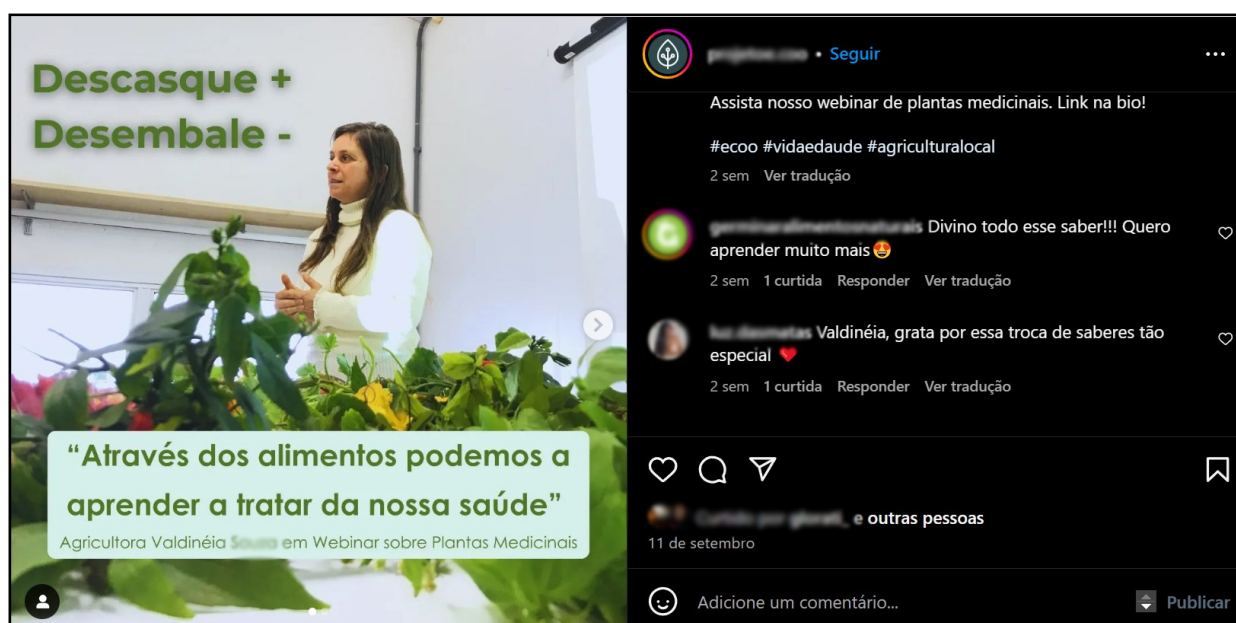 Descasque +
Desembale -
“Através dos alimentos podemos a
aprender a tratar da nossa saúde”
Agricultora Valdinéia em Webinar sobre Plantas Medicinais
• Seguir
Assista nosso webinar de plantas medicinais. Link na bio!
#ecoo #vidaedaude #agriculturalocal
2 sem Ver tradução
Divino todo esse saber!!! Quero
aprender muito mais
2 sem 1 curtida Responder Ver tradução
Valdinéia, grata por essa troca de saberes tão
especial
2 sem 1 curtida Responder Ver tradução
e outras pessoas
11 de setembro
Adicione um comentário... Publicar